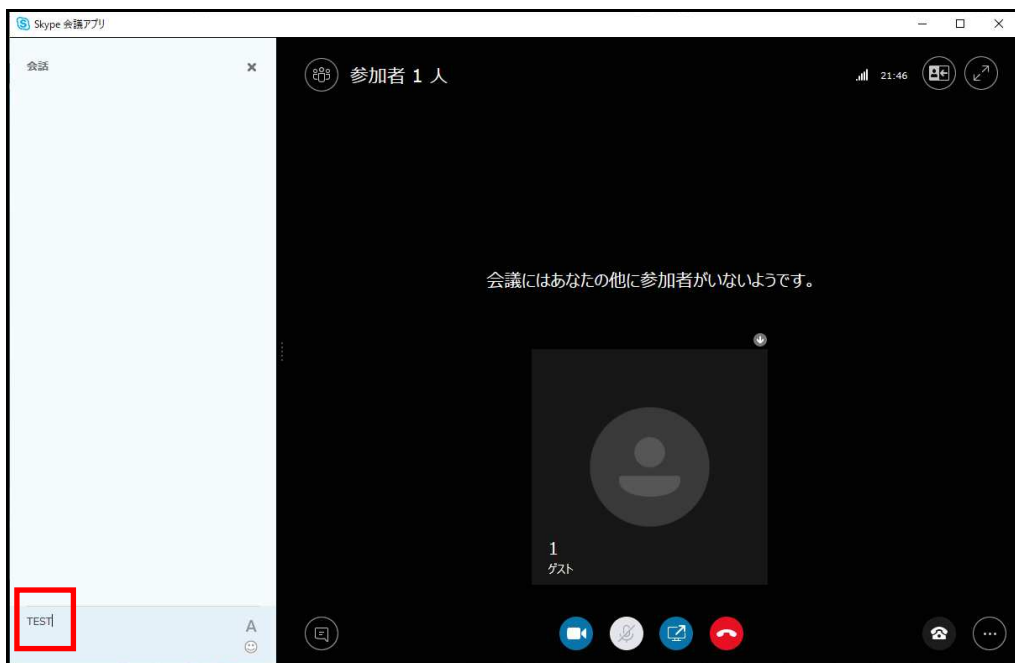 Skype 会議アプリ
会話
参加者 1 人
21:46
会議にはあなたの他に参加者がいないようです。
1
ゲスト
TEST
A